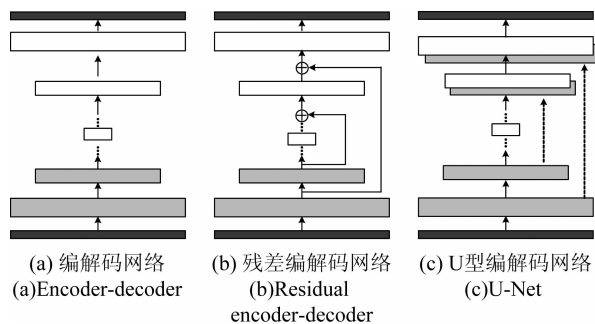 (a) 编解码网络
(a)Encoder-decoder
(b) 残差编解码网络
(b)Residual
encoder-decoder
(c) U型编解码网络
(c)U-Net